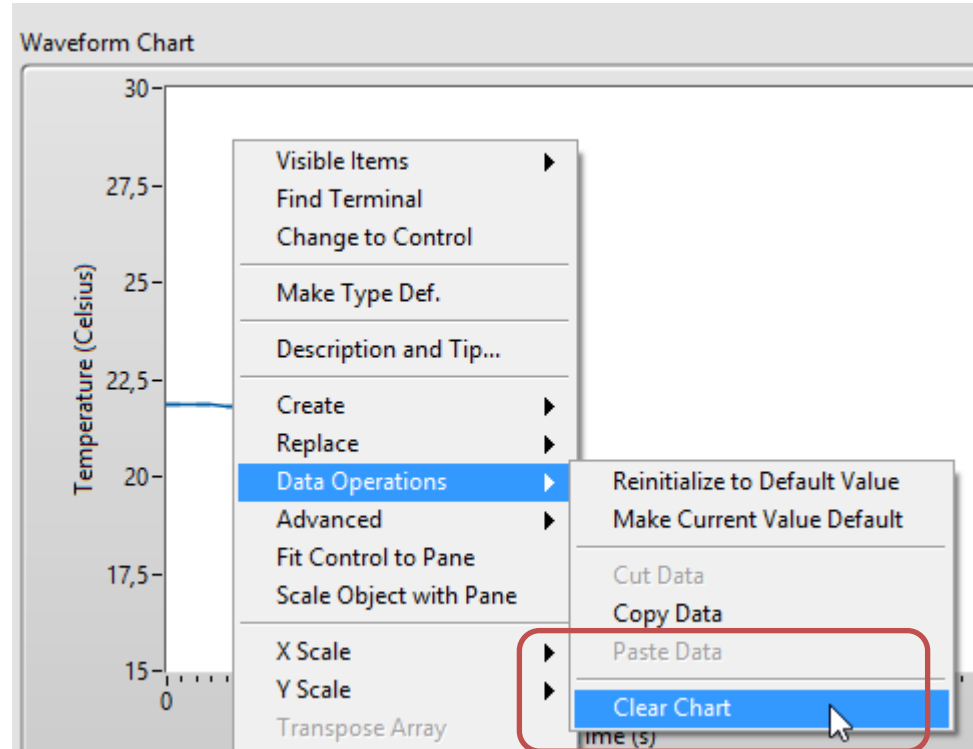 Waveform Chart
30
27,5
25
22,5
20
17,5
15
0
Temperature (Celsius)
Visible Items
Find Terminal
Change to Control
Make Type Def.
Description and Tip...
Create
Replace
Data Operations
Advanced
Fit Control to Pane
Scale Object with Pane
X Scale
Y Scale
Transpose Array
Reinitialize to Default Value
Make Current Value Default
Cut Data
Copy Data
Paste Data
Clear Chart
(s)